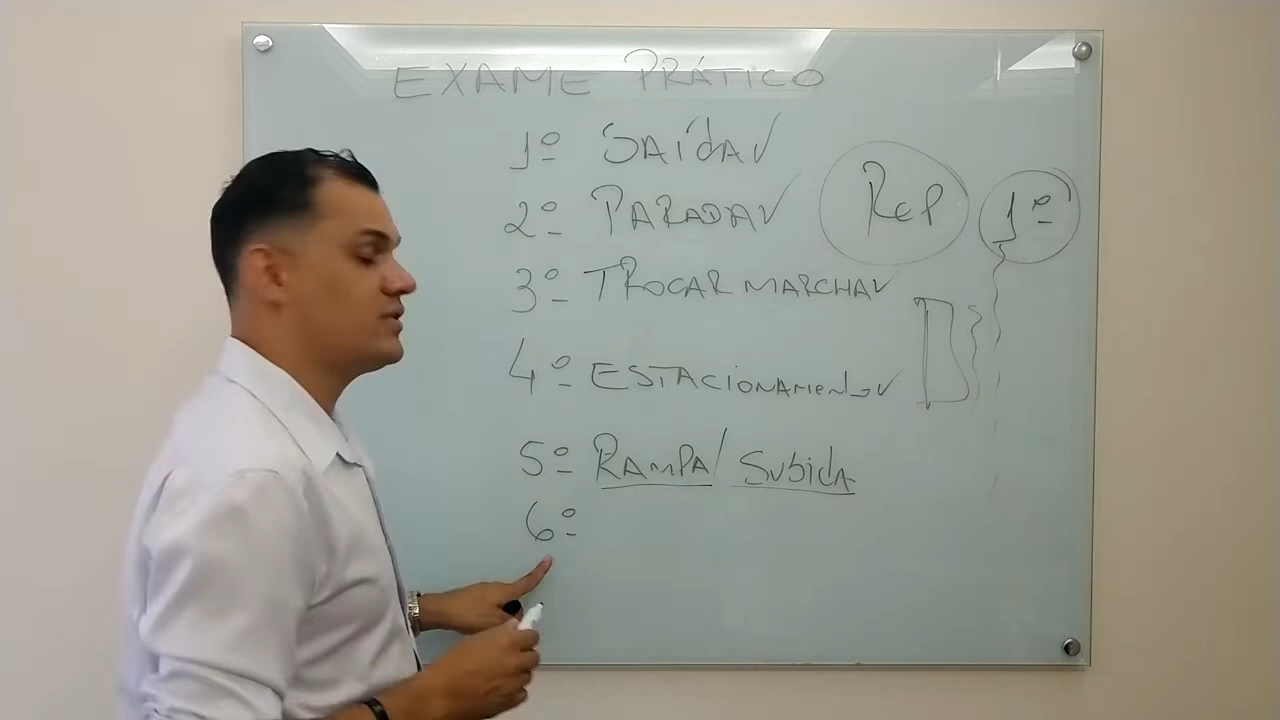 EXAME PRÁTICO
1º SAÍDA
2º PARADA
REP
1º
3º TROCAR MARCHA
4º ESTACIONAMENTO
5º RAMPA/ SUBIDA
6º